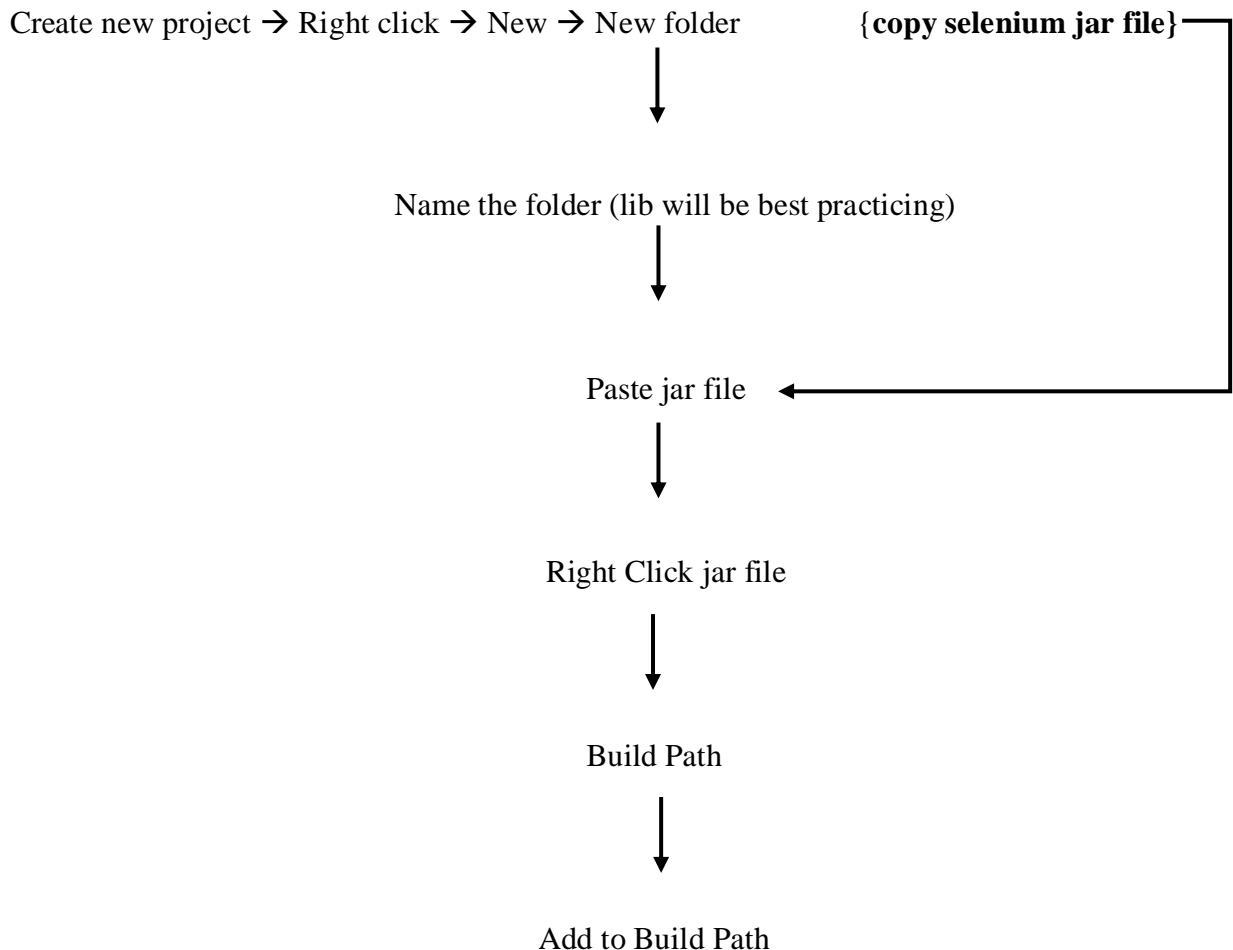 Create new project → Right click → New → New folder {copy selenium jar file}
Name the folder (lib will be best practicing)
Paste jar file
Right Click jar file
Build Path
Add to Build Path